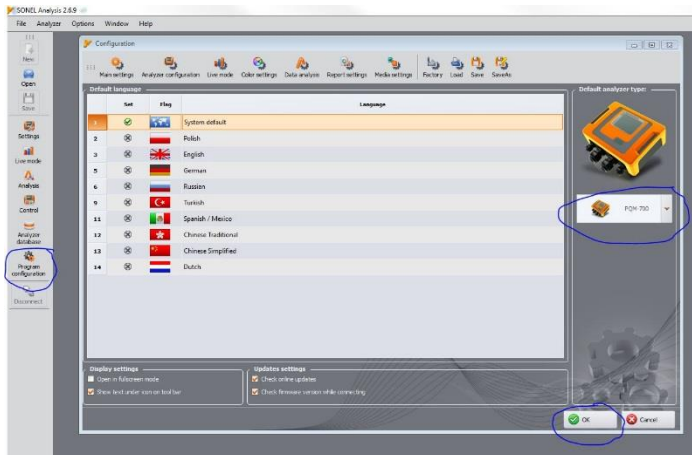 SONEL Analysis 2.6.9
File Analyzer Options Window Help
New
Open
Save
Settings
Live mode
Analysis
Control
Analyzer database
Program configuration
Disconnect
Configuration
Main settings Analyzer configuration Live mode Color settings Data analysis Report settings Media settings Factory Load Save SaveAs
Default language
Set Flag Language
1 System default
2 Polish
3 English
5 German
6 Russian
9 Turkish
11 Spanish / Mexico
12 Chinese Traditional
13 Chinese Simplified
14 Dutch
Default analyzer type:
PQM-700
Display settings
Open in fullscreen mode
Show text under icon on toolbar
Updates settings
Check online updates
Check firmware version while connecting
OK Cancel